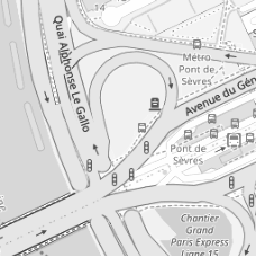 Quai Alphonse Le Gallo
Métro
Pont de
Sèvres
Avenue du Gén
Pont de
Sèvres
Chantier
Grand
Paris Express
Ligne 15